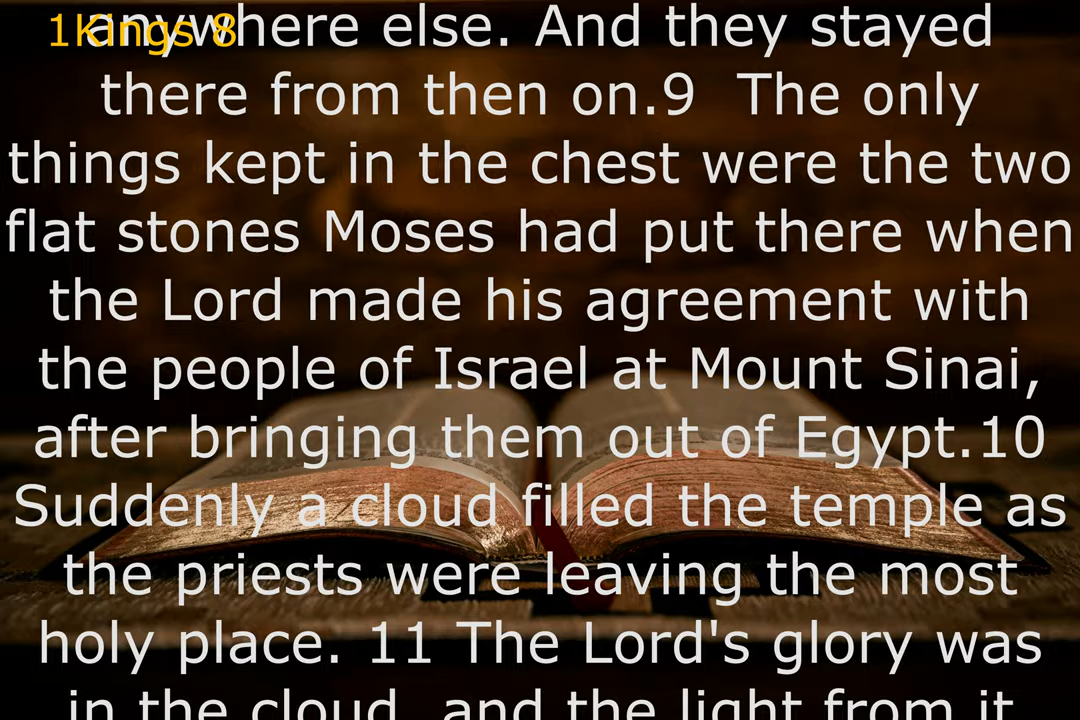 1Kings 8
anywhere else. And they stayed
there from then on.9 The only
things kept in the chest were the two
flat stones Moses had put there when
the Lord made his agreement with
the people of Israel at Mount Sinai,
after bringing them out of Egypt.10
Suddenly a cloud filled the temple as
the priests were leaving the most
holy place. 11 The Lord's glory was
in the cloud, and the light from it